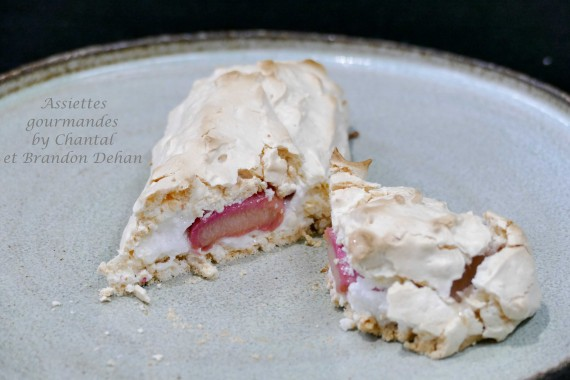 Assiettes
gourmandes
by Chantal
et Brandon Dehan